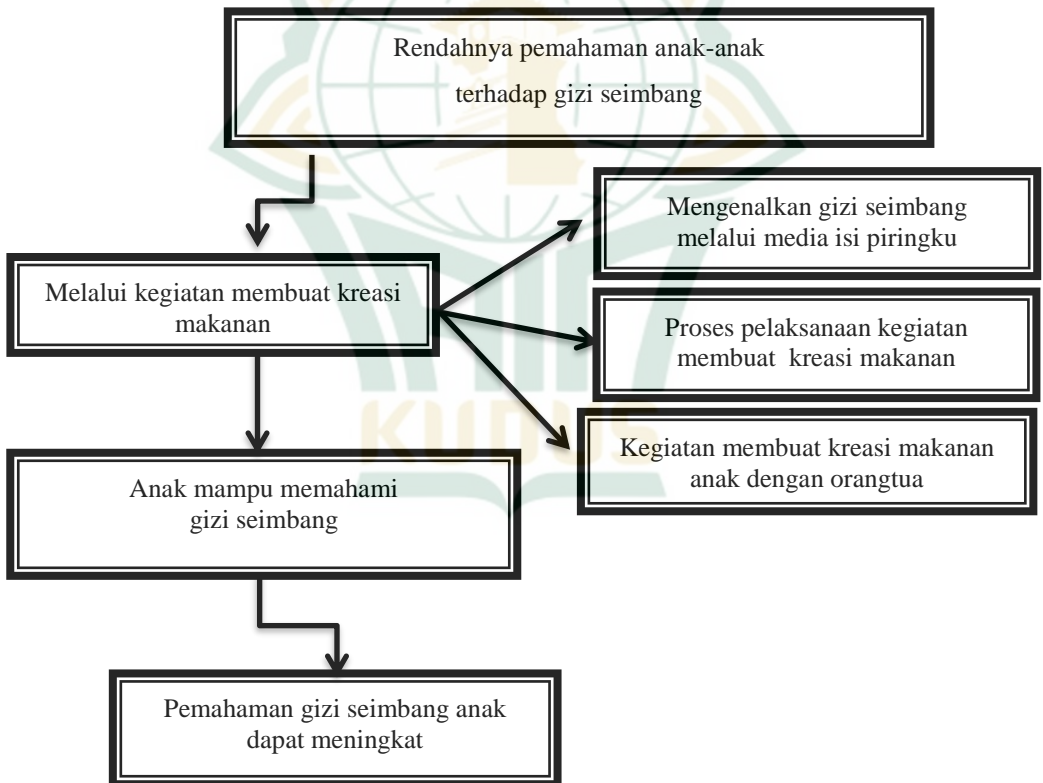 Rendahnya pemahaman anak-anak
terhadap gizi seimbang
Mengenalkan gizi seimbang
melalui media isi piringku
Melalui kegiatan membuat kreasi
makanan
Proses pelaksanaan kegiatan
membuat kreasi makanan
KUDUS
Kegiatan membuat kreasi makanan
anak dengan orangtua
Anak mampu memahami
gizi seimbang
Pemahaman gizi seimbang anak
dapat meningkat